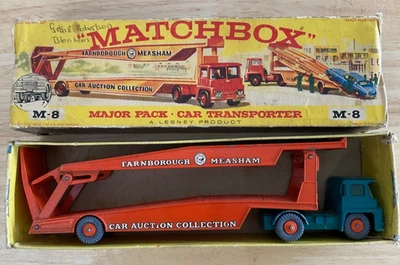 "MATCHBOX"
FARNBOROUGH MEASHAM
CAR AUCTION COLLECTION
M-8
MAJOR PACK · CAR TRANSPORTER
M-8
A LESNEY PRODUCT
FARNBOROUGH MEASHAM
CAR AUCTION COLLECTION